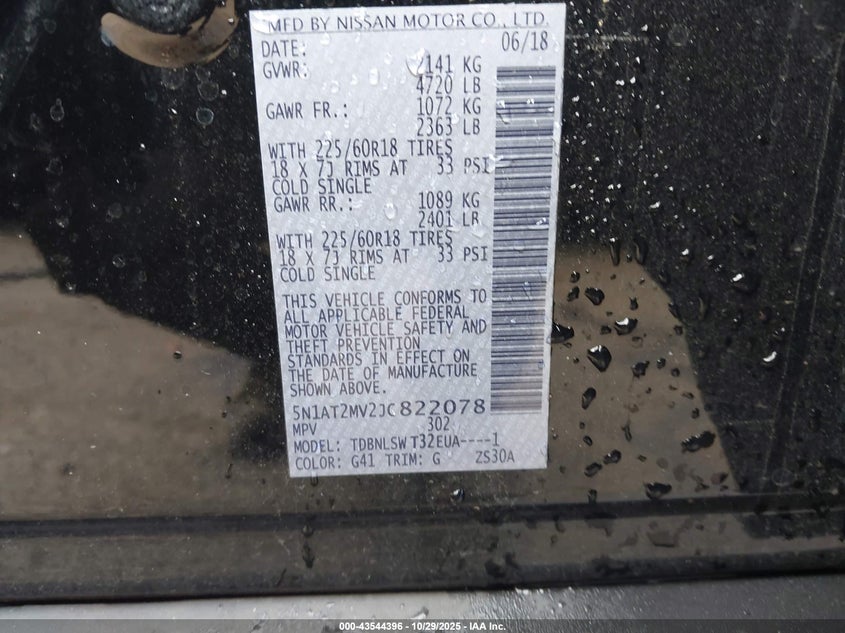 MFD BY NISSAN MOTOR CO., LTD.
DATE: 06/18
GVWR: 2141 KG
4720 LB
GAWR FR.: 1072 KG
2363 LB
WITH 225/60R18 TIRES
18 X 7J RIMS AT 33 PSI
COLD SINGLE
GAWR RR.: 1089 KG
2401 LB
WITH 225/60R18 TIRES
18 X 7J RIMS AT 33 PSI
COLD SINGLE
THIS VEHICLE CONFORMS TO
ALL APPLICABLE FEDERAL
MOTOR VEHICLE SAFETY AND
THEFT PREVENTION
STANDARDS IN EFFECT ON
THE DATE OF MANUFACTURE
SHOWN ABOVE.
5N1AT2MV2JC822078
MPV 302
MODEL: TDBNLSW T32EUA----1
COLOR: G41 TRIM: G ZS30A
000-43544396 - 10/29/2025 - IAA Inc.